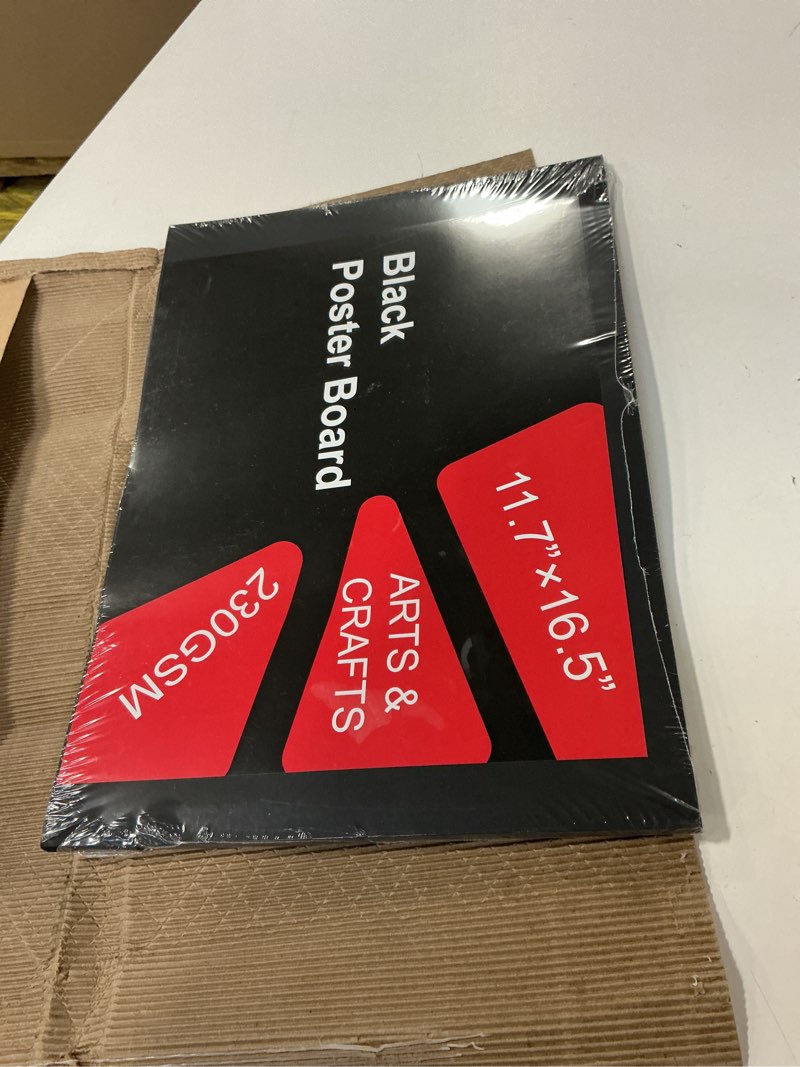 Black
Poster Board
11.7”×16.5”
ARTS &
CRAFTS
230GSM